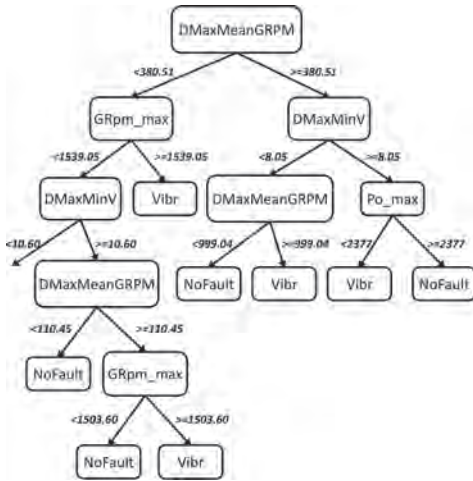 DMaxMeanGRPM
<380.51 >=380.51
GRpm_max DMaxMinV
<1539.05 >=1539.05 <8.05 >=8.05
DMaxMinV Vibr DMaxMeanGRPM Po_max
<10.60 >=10.60 <999.04 >=999.04 <2377 >=2377
DMaxMeanGRPM NoFault Vibr Vibr NoFault
<110.45 >=110.45
NoFault GRpm_max
<1503.60 >=1503.60
NoFault Vibr